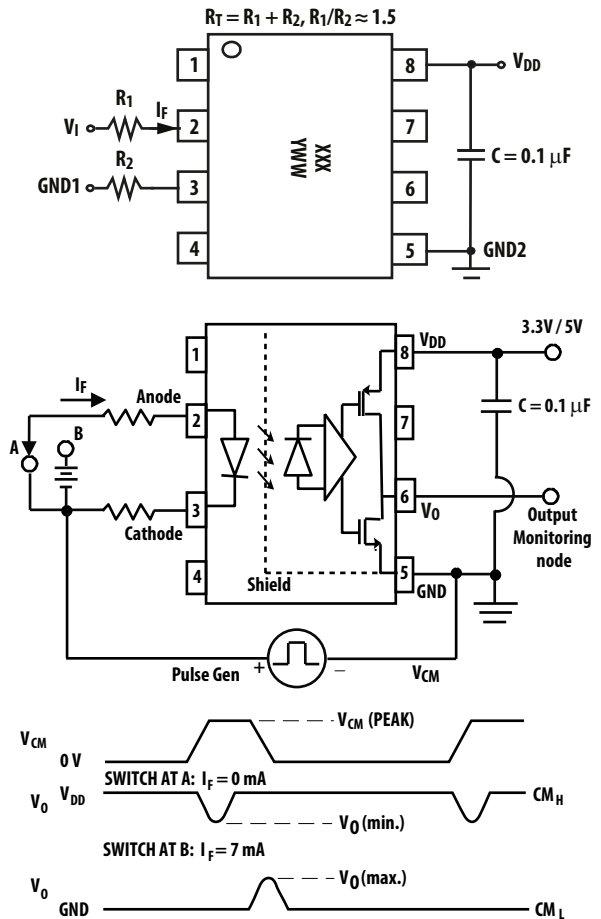 R_T = R_1 + R_2, R_1/R_2 ≈ 1.5
1
8
V_DD
R_1
I_F
V_I
2
7
XXX
YWW
C = 0.1 µF
R_2
GND1
3
6
4
5
GND2
1
8
V_DD
3.3V / 5V
I_F
Anode
2
7
C = 0.1 µF
A
B
3
6
V_O
Cathode
Output
Monitoring
node
4
Shield
5
GND
Pulse Gen
+
−
V_CM
V_CM
0 V
V_CM (PEAK)
SWITCH AT A: I_F = 0 mA
V_O
V_DD
CM_H
V_O (min.)
SWITCH AT B: I_F = 7 mA
V_O
V_O (max.)
GND
CM_L